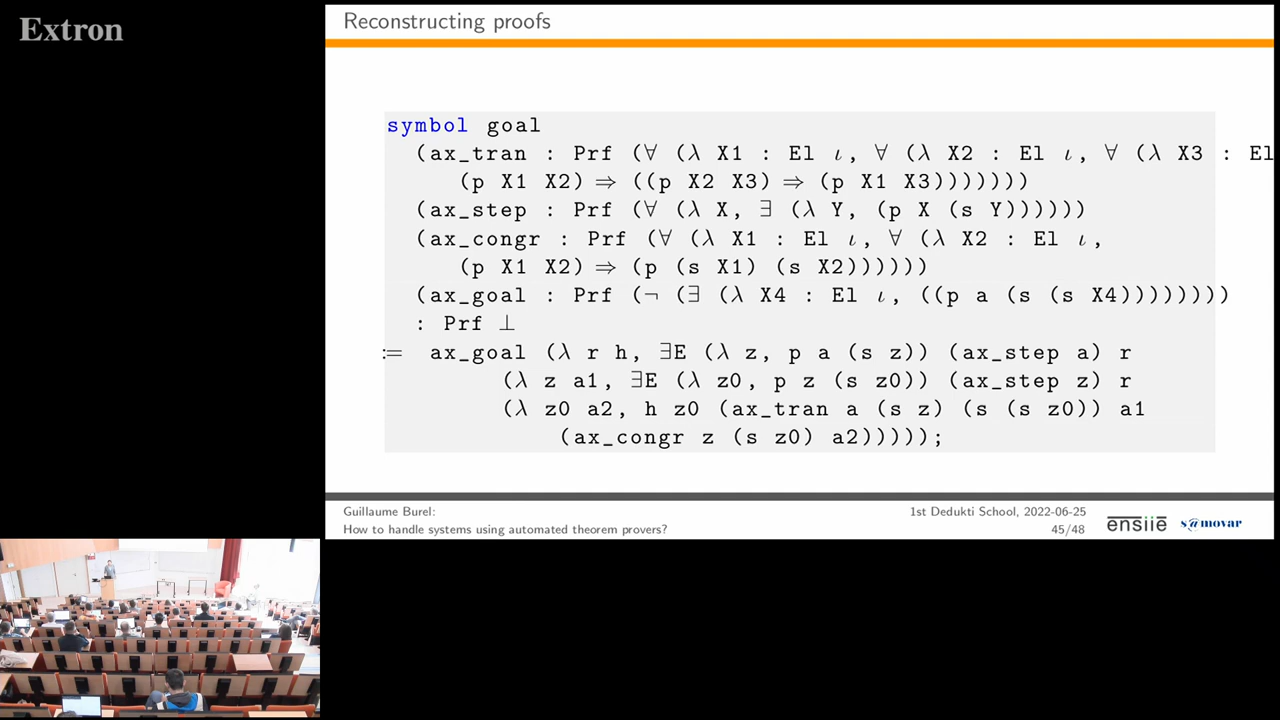 Extron
Reconstructing proofs
symbol goal
(ax_tran : Prf (∀ (λ X1 : El ι, ∀ (λ X2 : El ι, ∀ (λ X3 : El
(p X1 X2) ⇒ ((p X2 X3) ⇒ (p X1 X3)))))))
(ax_step : Prf (∀ (λ X, ∃ (λ Y, (p X (s Y))))))
(ax_congr : Prf (∀ (λ X1 : El ι, ∀ (λ X2 : El ι,
(p X1 X2) ⇒ (p (s X1) (s X2))))))
(ax_goal : Prf (¬ (∃ (λ X4 : El ι, ((p a (s (s X4))))))))
: Prf ⊥
:= ax_goal (λ r h, ∃E (λ z, p a (s z)) (ax_step a) r
(λ z a1, ∃E (λ z0, p z (s z0)) (ax_step z) r
(λ z0 a2, h z0 (ax_tran a (s z) (s (s z0)) a1
(ax_congr z (s z0) a2)))));
Guillaume Burel:
1st Dedukti School, 2022-06-25
How to handle systems using automated theorem provers?
45/48
ensiie
s@movar